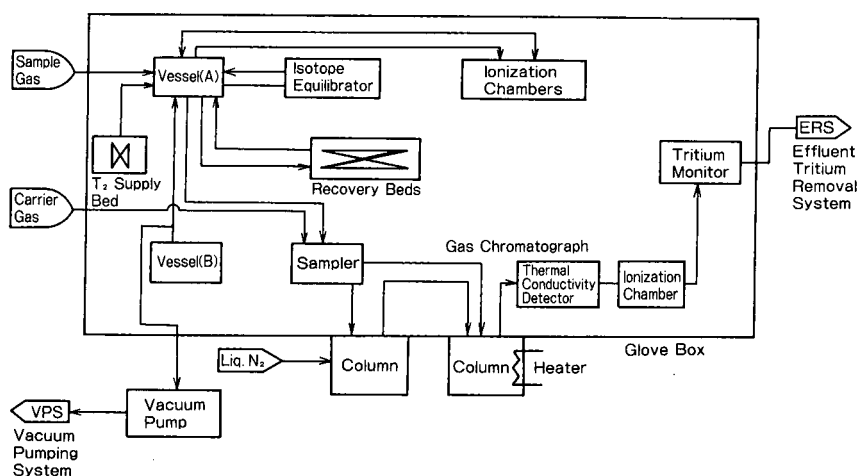 Sample
Gas
Vessel(A)
Isotope
Equilibrator
Ionization
Chambers
T₂ Supply
Bed
Recovery Beds
Carrier
Gas
Vessel(B)
Sampler
Gas Chromatograph
Thermal
Conductivity
Detector
Ionization
Chamber
Tritium
Monitor
ERS
Effluent
Tritium
Removal
System
Glove Box
Liq. N₂
Column
Column
Heater
Vacuum
Pump
VPS
Vacuum
Pumping
System